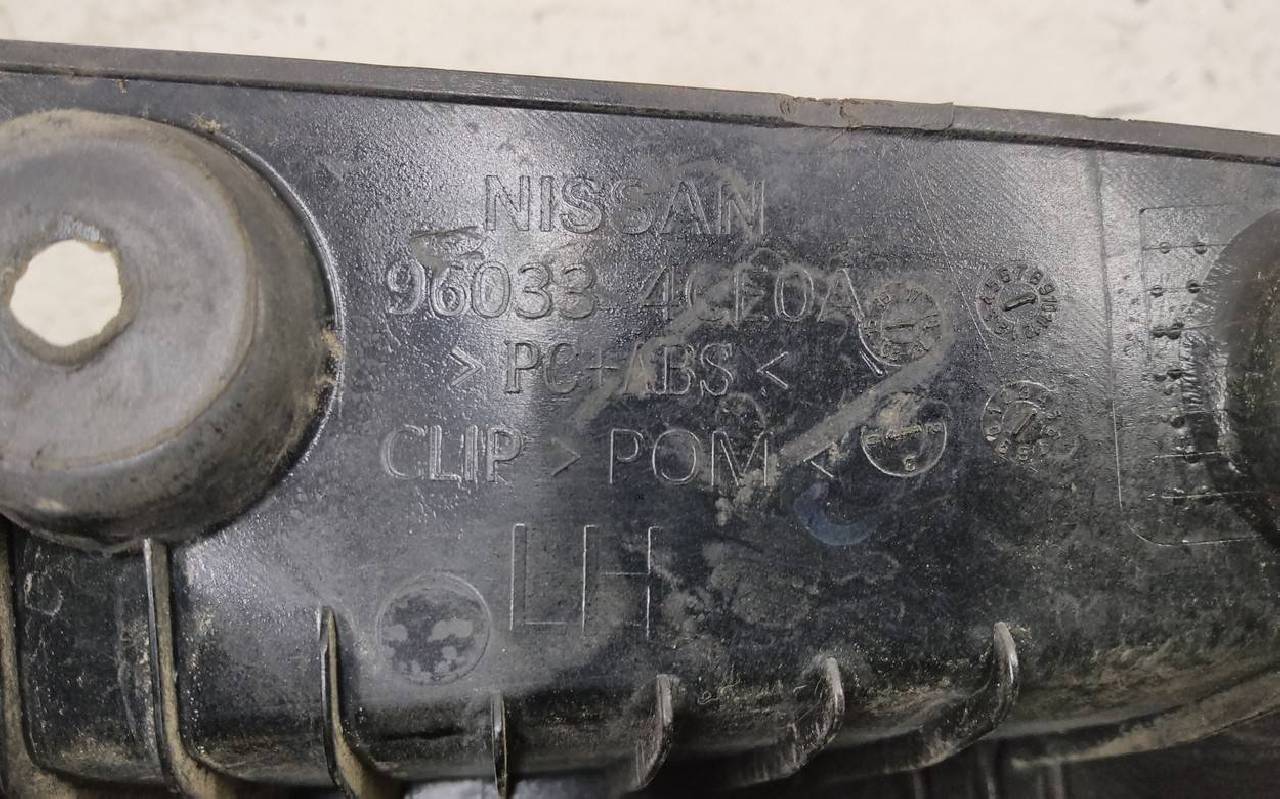 NISSAN
96033 4CE0A
> PC+ABS <
CLIP > POM <
LH